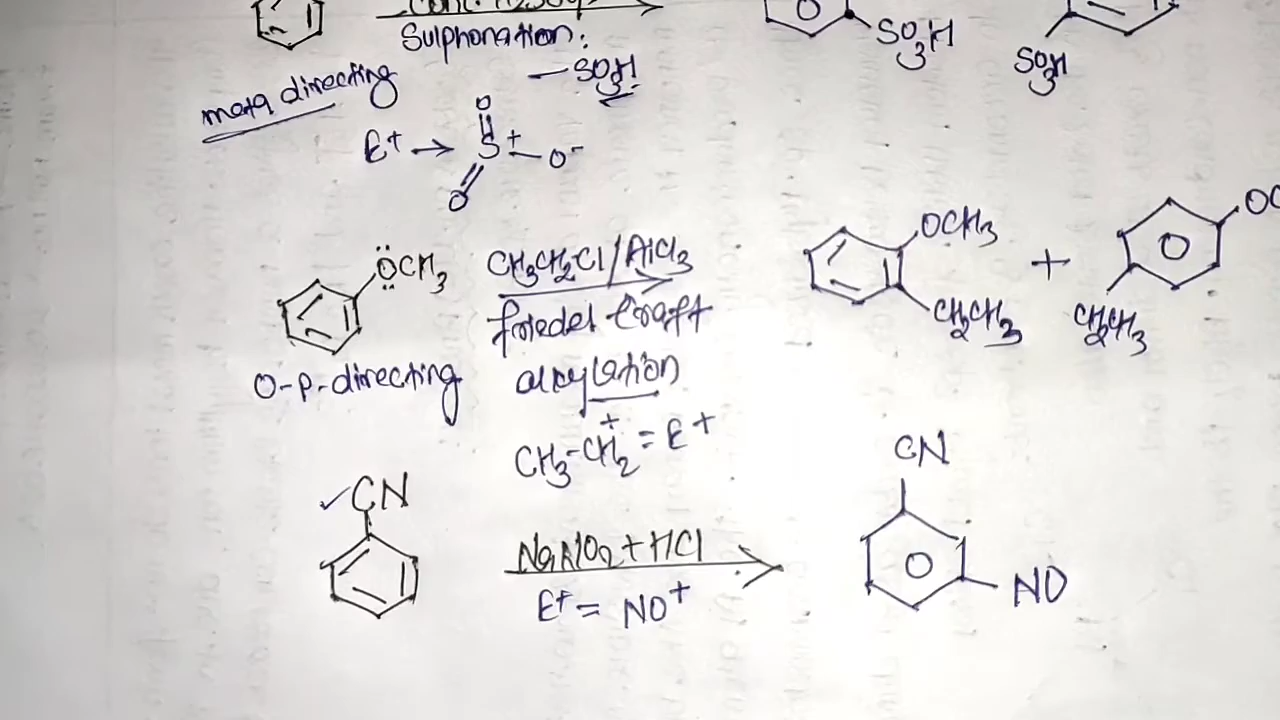 Sulphonation:
SO3H
SO3H
— SO3H
meta directing
E+ → O S+ — O-
O
ÖCH3
CH3CH2Cl/AlCl3
OCH3
+
CH2CH3
CH2CH3
friedel Craft
alkylation
O-P-directing
CH3-CH2+ = E+
✓CN
CN
NaNO2 + HCl
E+ = NO+
NO